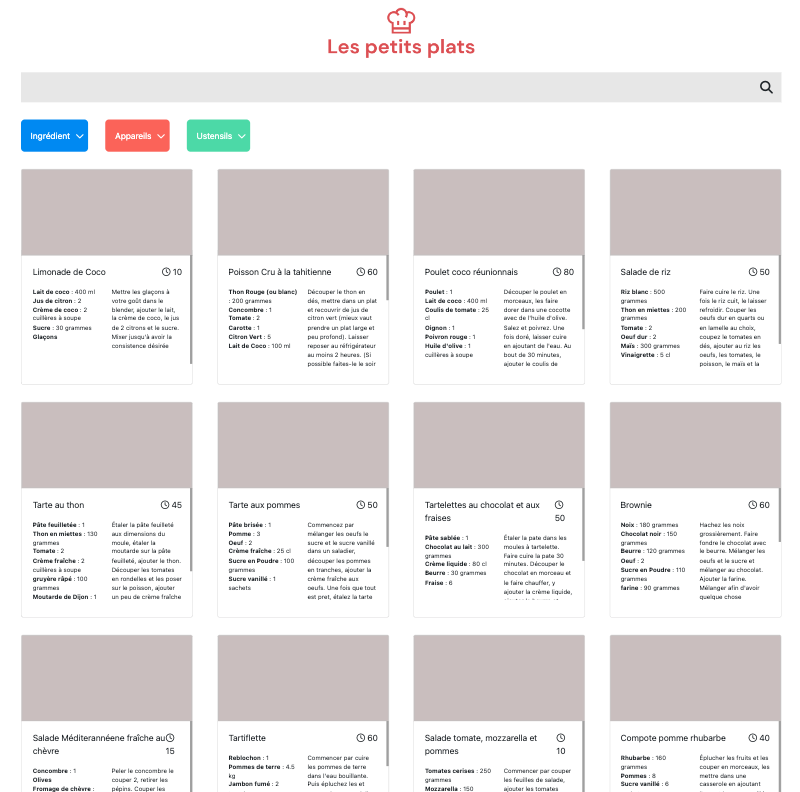 Les petits plats
Ingrédient
Appareils
Ustensils
Limonade de Coco
10
Lait de coco : 400 ml
Jus de citron : 2
Crème de coco : 2
cuillères à soupe
Sucre : 30 grammes
Glaçons
Mettre les glaçons à
votre goût dans le
blender, ajouter le lait,
la crème de coco, le jus
de 2 citrons et le sucre.
Mixer jusqu'à avoir la
consistence désirée
Poisson Cru à la tahitienne
60
Thon Rouge (ou blanc)
: 200 grammes
Concombre : 1
Tomate : 2
Carotte : 1
Citron Vert : 5
Lait de Coco : 100 ml
Découper le thon en
dés, mettre dans un plat
et recouvrir de jus de
citron vert (mieux vaut
prendre un plat large et
peu profond). Laisser
reposer au réfrigérateur
au moins 2 heures. (Si
possible faites-le le soir
Poulet coco réunionnais
80
Poulet : 1
Lait de coco : 400 ml
Coulis de tomate : 25
cl
Oignon : 1
Poivron rouge : 1
Huile d'olive : 1
cuillères à soupe
Découper le poulet en
morceaux, les faire
dorer dans une cocotte
avec de l'huile d'olive.
Salez et poivrez. Une
fois doré, laisser cuire
en ajoutant de l'eau. Au
bout de 30 minutes,
ajouter le coulis de
Salade de riz
50
Riz blanc : 500
grammes
Thon en miettes : 200
grammes
Tomate : 2
Oeuf dur : 2
Maïs : 300 grammes
Vinaigrette : 5 cl
Faire cuire le riz. Une
fois le riz cuit, le laisser
refroidir. Couper les
oeufs dur en quarts ou
en lamelle au choix,
coupez le tomates en
dés, ajouter au riz les
oeufs, les tomates, le
poisson, le maïs et la
Tarte au thon
45
Pâte feuilletée : 1
Thon en miettes : 130
grammes
Tomate : 2
Crème fraîche : 2
cuillères à soupe
gruyère râpé : 100
grammes
Moutarde de Dijon : 1
Étaler la pâte feuilleté
aux dimensions du
moule, étaler la
moutarde sur la pâte
feuilleté, ajouter le thon.
Découper les tomates
en rondelles et les poser
sur le poisson, ajouter
un peu de crème fraîche
Tarte aux pommes
50
Pâte brisée : 1
Pomme : 3
Oeuf : 2
Crème fraîche : 25 cl
Sucre en Poudre : 100
grammes
Sucre vanillé : 1
sachets
Commencez par
mélanger les oeufs le
sucre et le sucre vanillé
dans un saladier,
découper les pommes
en tranches, ajouter la
crème fraîche aux
oeufs. Une fois que tout
est pret, étalez la tarte
Tartelettes au chocolat et aux
fraises
50
Pâte sablée : 1
Chocolat au lait : 300
grammes
Crème liquide : 80 cl
Beurre : 30 grammes
Fraise : 6
Étaler la pate dans les
moules à tartelette.
Faire cuire la pate 30
minutes. Découper le
chocolat en morceau et
le faire chauffer, y
ajouter la crème liquide,
Brownie
60
Noix : 180 grammes
Chocolat noir : 150
grammes
Beurre : 120 grammes
Oeuf : 2
Sucre en Poudre : 110
grammes
farine : 90 grammes
Hachez les noix
grossièrement. Faire
fondre le chocolat avec
le beurre. Mélanger les
oeufs et le sucre et
mélanger au chocolat.
Ajouter la farine.
Mélanger afin d'avoir
quelque chose
Salade Méditerannéene fraîche au
chèvre
15
Concombre : 1
Olives
Fromage de chèvre :
Peler le concombre le
couper 2, retirer les
pépins. Couper les
Tartiflette
60
Reblochon : 1
Pommes de terre : 4.5
kg
Jambon fumé : 2
Commencer par cuire
les pommes de terre
dans l'eau bouillante.
Puis épluchez les et
Salade tomate, mozzarella et
pommes
10
Tomates cerises : 250
grammes
Mozzarella : 150
Commencer par couper
les feuilles de salade,
ajouter les tomates
Compote pomme rhubarbe
40
Rhubarbe : 160
grammes
Pommes : 8
Sucre vanillé : 6
Éplucher les fruits et les
couper en morceaux, les
mettre dans une
casserole en ajoutant